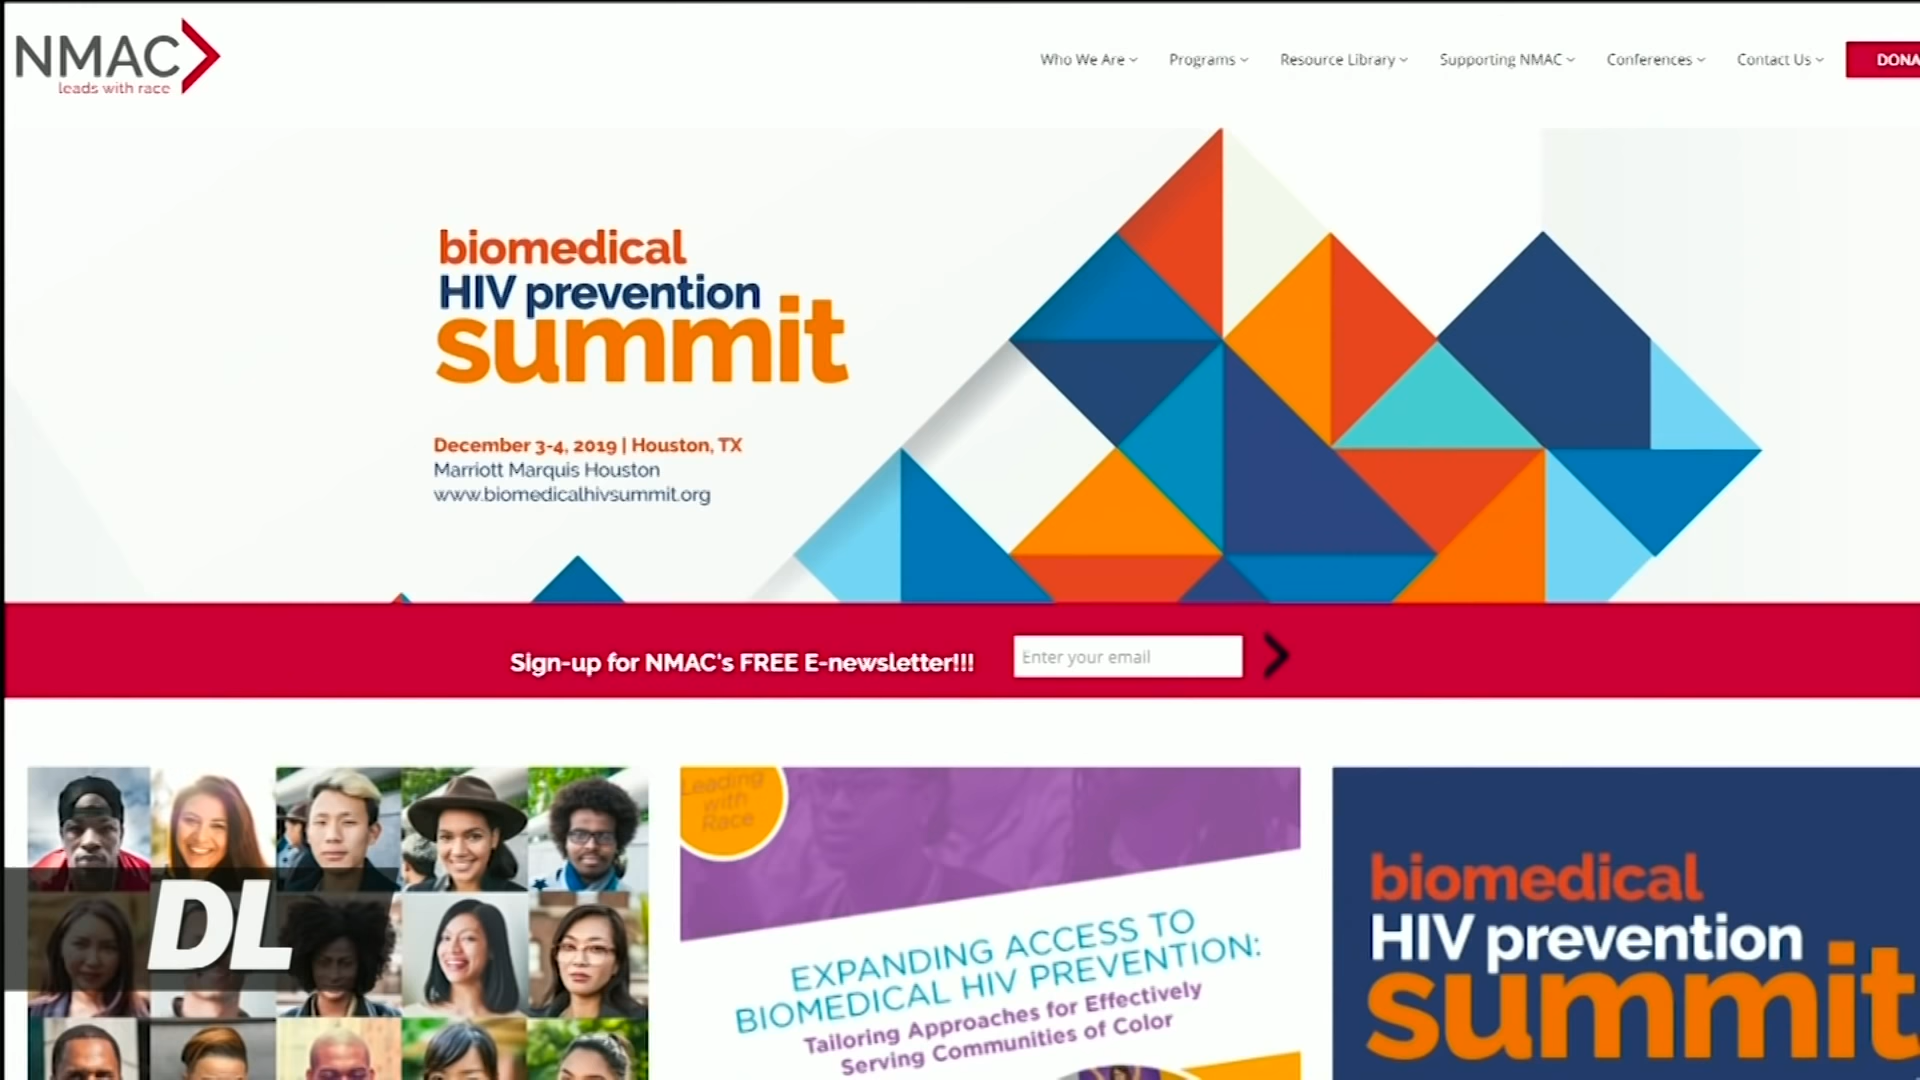 NMAC
leads with race
Who We Are
Programs
Resource Library
Supporting NMAC
Conferences
Contact Us
DONA
biomedical
HIV prevention
summit
December 3-4, 2019 | Houston, TX
Marriott Marquis Houston
www.biomedicalhivsummit.org
Sign-up for NMAC's FREE E-newsletter!!!
Enter your email
Leading
with
Race
EXPANDING ACCESS TO
BIOMEDICAL HIV PREVENTION:
Tailoring Approaches for Effectively
Serving Communities of Color
biomedical
HIV prevention
summit
DL